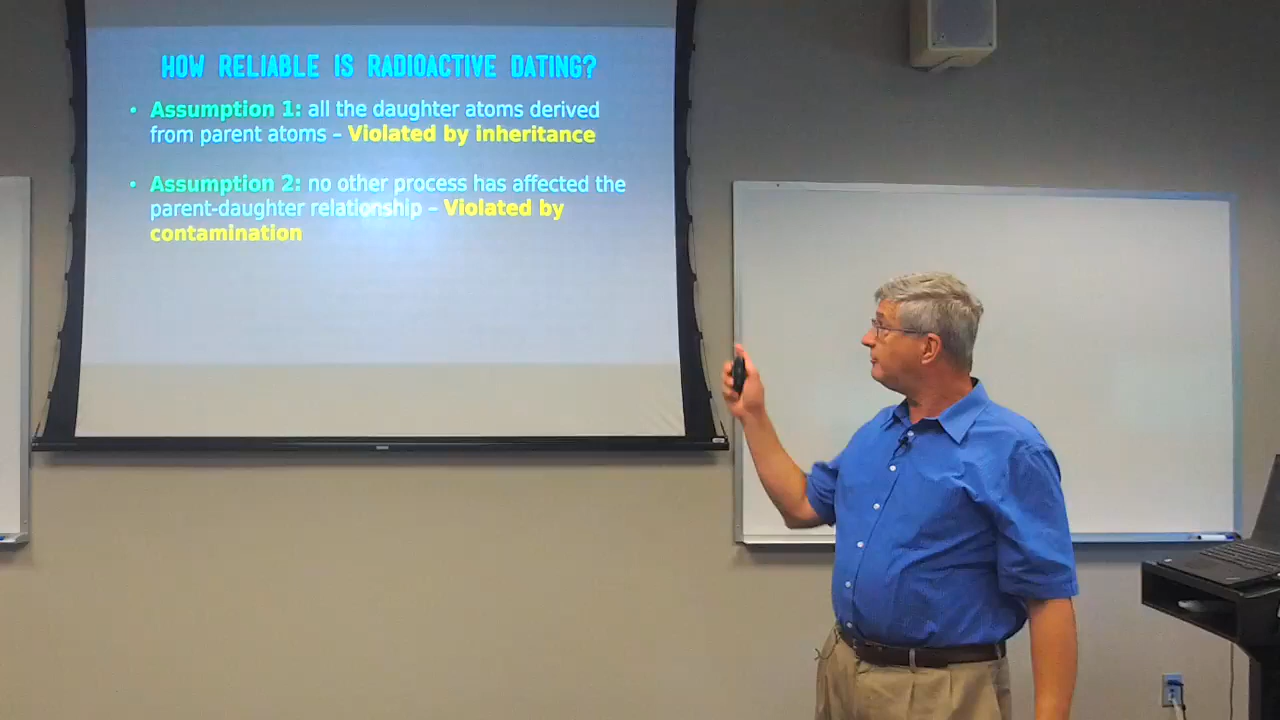 HOW RELIABLE IS RADIOACTIVE DATING?
• Assumption 1: all the daughter atoms derived
from parent atoms – Violated by inheritance
• Assumption 2: no other process has affected the
parent-daughter relationship – Violated by
contamination